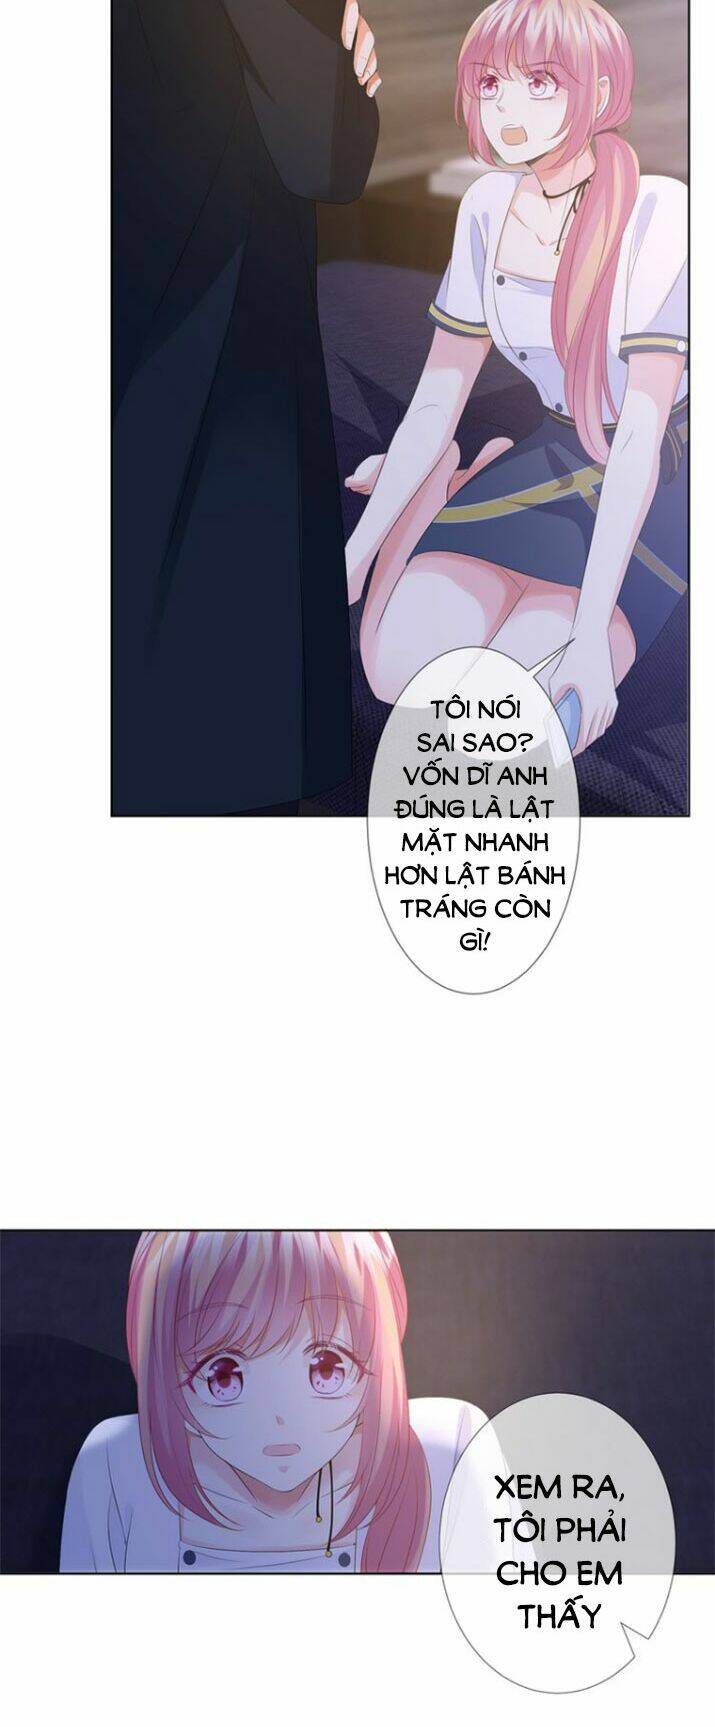 TÔI NÓI
SAI SAO?
VỐN DĨ ANH
ĐÚNG LÀ LẬT
MẶT NHANH
HƠN LẬT BÁNH
TRÁNG CÒN
GÌ!
XEM RA,
TÔI PHẢI
CHO EM
THẤY